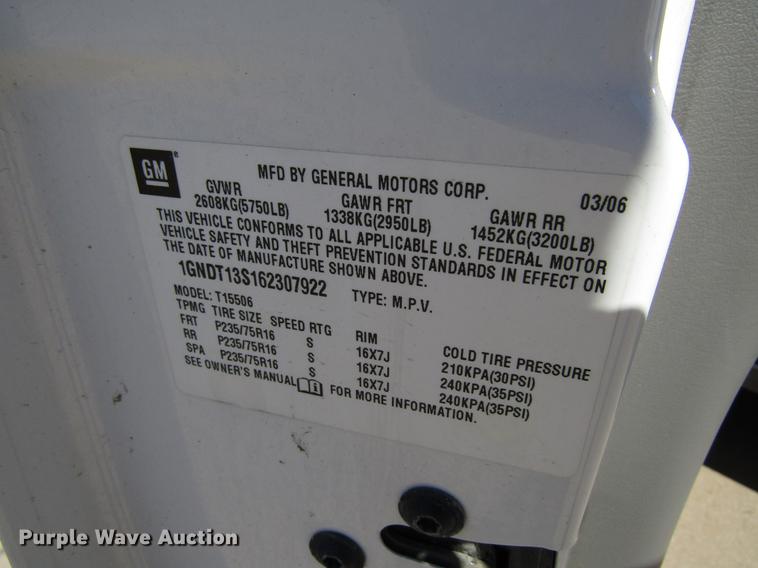 GM
MFD BY GENERAL MOTORS CORP. 03/06
GVWR GAWR FRT GAWR RR
2608KG(5750LB) 1338KG(2950LB) 1452KG(3200LB)
THIS VEHICLE CONFORMS TO ALL APPLICABLE U.S. FEDERAL MOTOR
VEHICLE SAFETY AND THEFT PREVENTION STANDARDS IN EFFECT ON
THE DATE OF MANUFACTURE SHOWN ABOVE.
1GNDT13S162307922 TYPE: M.P.V.
MODEL: T15506
TPMG TIRE SIZE SPEED RTG RIM COLD TIRE PRESSURE
FRT P235/75R16 S 16X7J 210KPA(30PSI)
RR P235/75R16 S 16X7J 240KPA(35PSI)
SPA P235/75R16 S 16X7J 240KPA(35PSI)
SEE OWNER'S MANUAL i FOR MORE INFORMATION.
Purple Wave Auction